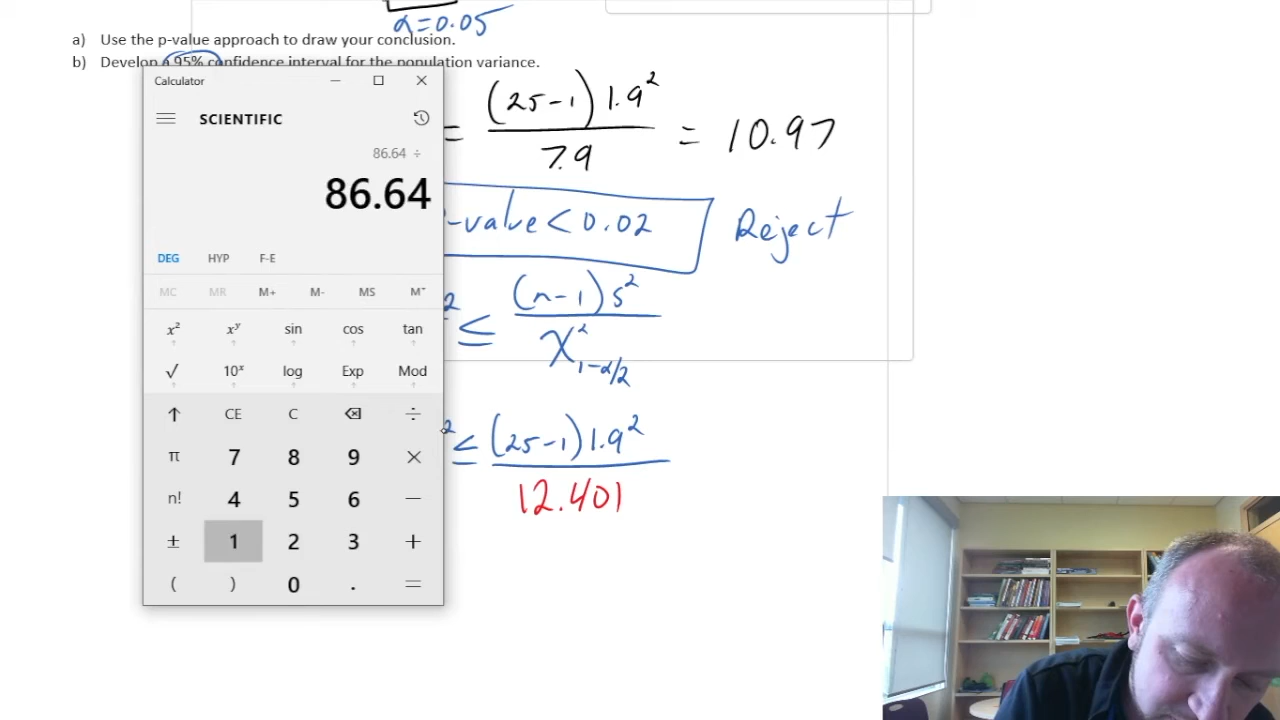 α=0.05
a) Use the p-value approach to draw your conclusion.
b) Develop a 95% confidence interval for the population variance.
= (25-1)1.9² / 7.9 = 10.97
-value < 0.02 Reject
² ≤ (n-1)s² / χ²₁₋α/₂
² ≤ (25-1)1.9² / 12.401
Calculator
SCIENTIFIC
86.64 ÷
86.64
DEG HYP F-E
MC MR M+ M- MS M˅
x² xʸ sin cos tan
√ 10ˣ log Exp Mod
↑ CE C ⌫ ÷
π 7 8 9 ×
n! 4 5 6 −
± 1 2 3 +
( ) 0 . =